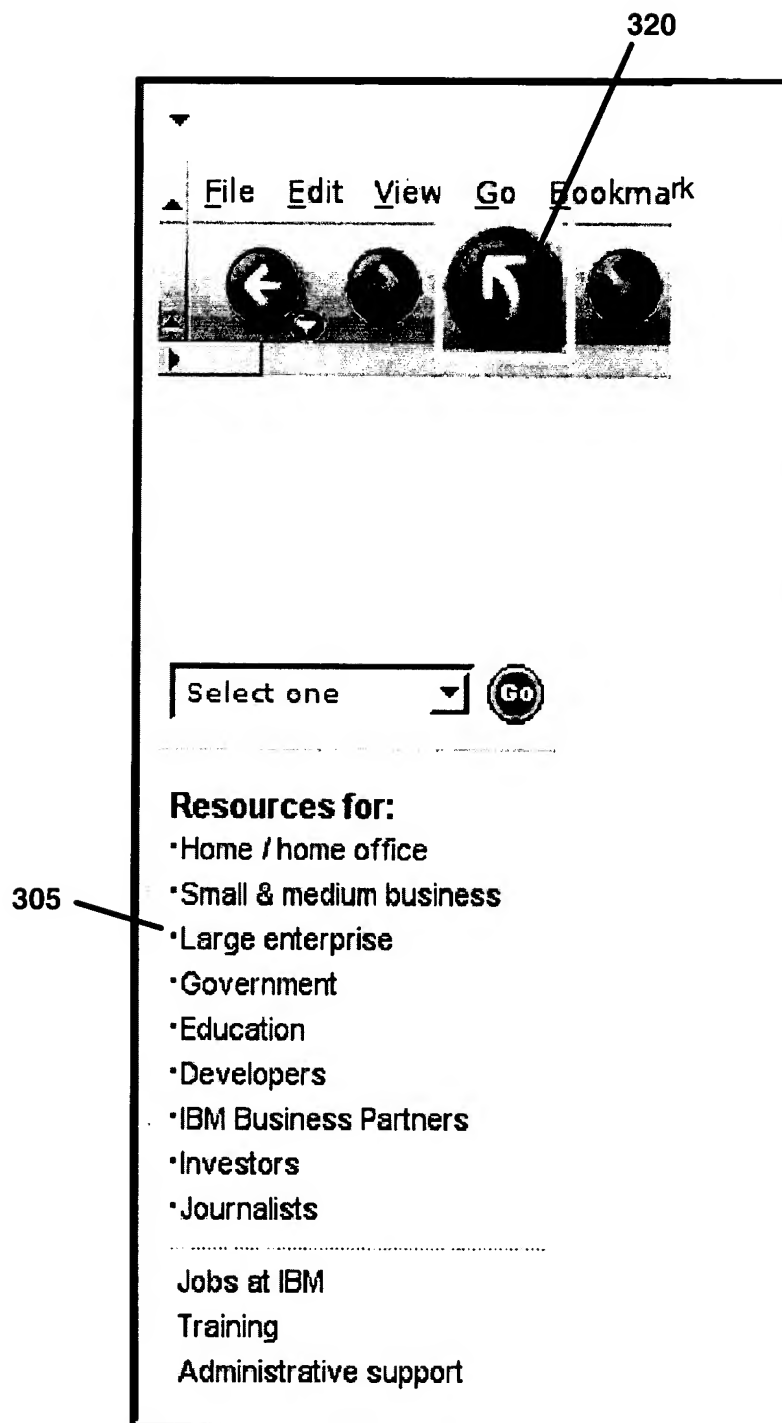 320
File Edit View Go Bookmark
Select one Go
Resources for:
·Home / home office
·Small & medium business
305
·Large enterprise
·Government
·Education
·Developers
·IBM Business Partners
·Investors
·Journalists
Jobs at IBM
Training
Administrative support